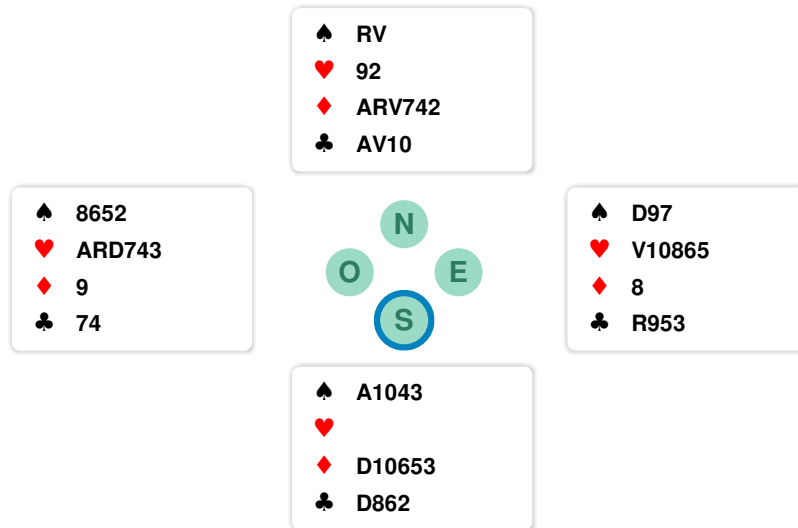 ♠ RV
♥ 92
♦ ARV742
♣ AV10
♠ 8652
♥ ARD743
♦ 9
♣ 74
N
O E
S
♠ D97
♥ V10865
♦ 8
♣ R953
♠ A1043
♥
♦ D10653
♣ D862